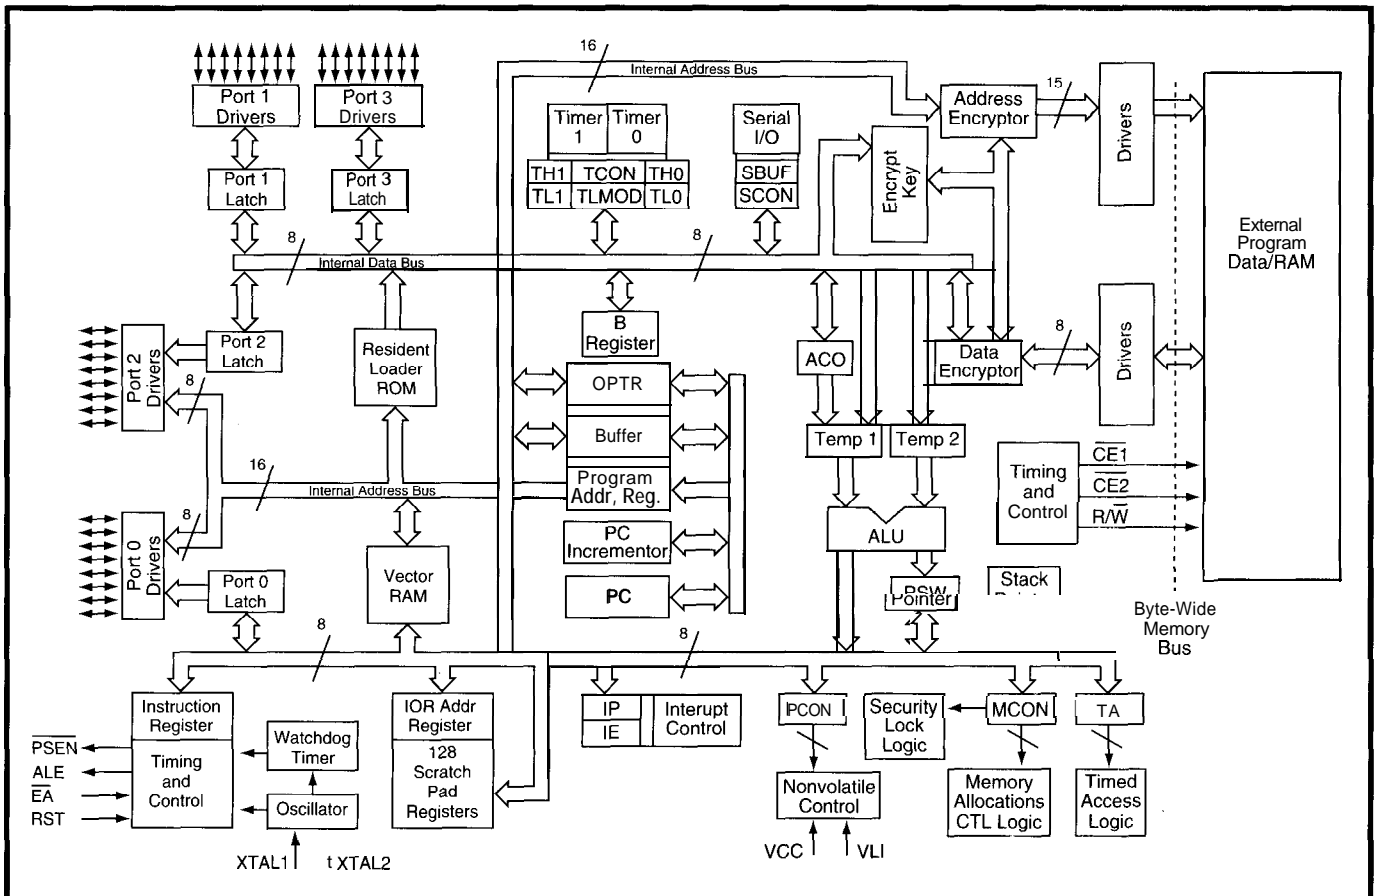 16
Internal Address Bus
Port 1
Drivers
Port 3
Drivers
Timer
1
Timer
0
Serial
I/O
Address
Encryptor
15
Drivers
Encrypt
Key
TH1
TCON
TH0
TL1
TLMOD
TL0
SBUF
SCON
Port 1
Latch
Port 3
Latch
External
Program
Data/RAM
8
8
Internal Data Bus
Port 2
Drivers
Port 2
Latch
Resident
Loader
ROM
B
Register
ACO
Data
Encryptor
8
Drivers
OPTR
8
Buffer
Temp 1
Temp 2
16
Internal Address Bus
Program
Addr, Reg.
Timing
and
Control
CE1
CE2
R/W
8
Port 0
Drivers
PC
Incrementor
ALU
Port 0
Latch
Vector
RAM
PC
PSW
Pointer
Stack
Byte-Wide
Memory
Bus
8
8
Instruction
Register
IOR Addr
Register
IP
IE
Interupt
Control
IPCON
Security
Lock
Logic
MCON
TA
PSEN
ALE
EA
RST
Timing
and
Control
Watchdog
Timer
Oscillator
128
Scratch
Pad
Registers
Nonvolatile
Control
Memory
Allocations
CTL Logic
Timed
Access
Logic
XTAL1
t XTAL2
VCC
VLI